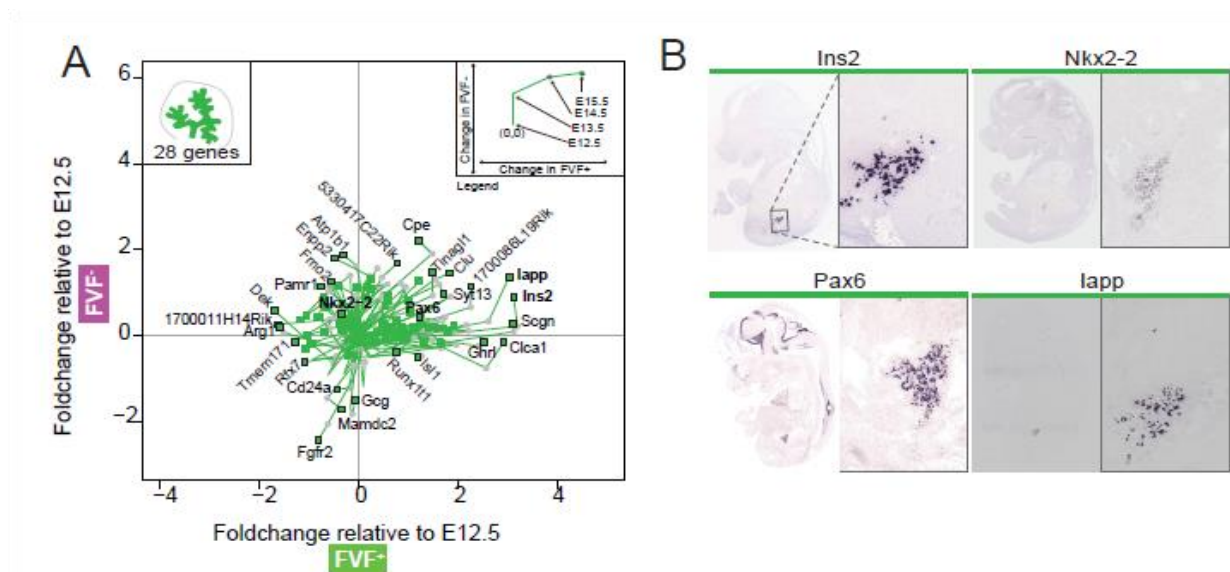 A
B
Ins2
Nkx2-2
Pax6
Iapp
28 genes
Change in FVF-
Change in FVF+
(0,0)
E15.5
E14.5
E13.5
E12.5
Legend
Foldchange relative to E12.5
FVF-
6
4
2
0
−2
−4
−2
0
2
4
Foldchange relative to E12.5
FVF+
5330417C22Rik
Atp1b1
Enpp2
Fmo2
Pamr1
Nkx2-2
Dek
1700011H14Rik
Arg1
Tmem171
Rfx7
Cd24a
Gcg
Mamdc2
Fgfr2
Cpe
Tinagl1
Clu
1700086L19Rik
Iapp
Ins2
Syt13
Pax6
Scgn
Clca1
Ghrl
Isl1
Runx1t1